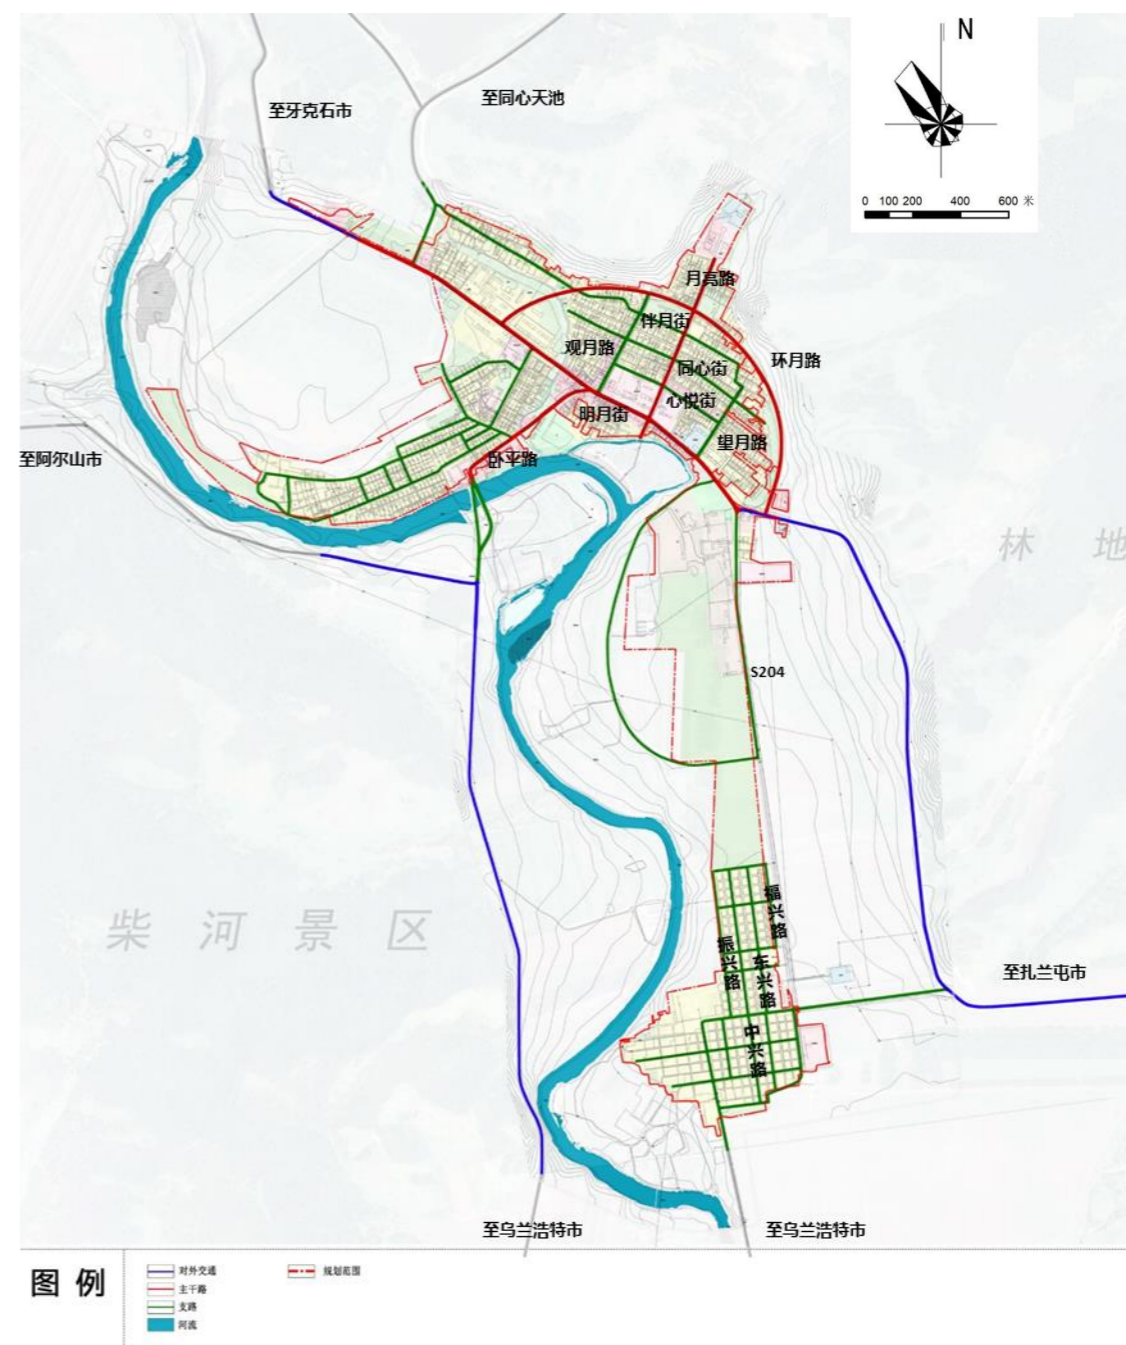 N
至同心天池
至牙克石市
0 100 200 400 600 米
月亮路
伴月街
观月路
环月路
同心街
心悦街
明月街
望月路
卧牛路
至阿尔山市
林 地
S204
福兴路
柴河景区
振兴路
东兴路
至扎兰屯市
中兴路
至乌兰浩特市
至乌兰浩特市
图 例
对外交通
规划范围
主干路
支路
河流